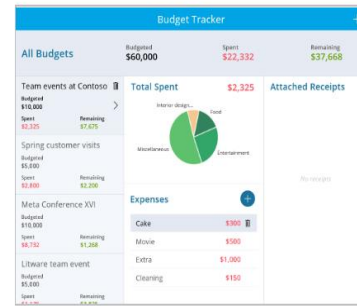 Budget Tracker
All Budgets
Budgeted
$60,000
Spent
$22,332
Remaining
$37,668
Team events at Contoso
Budgeted
$10,000
Spent
Remaining
$2,325
$7,675
Spring customer visits
Budgeted
$5,000
Spent
Remaining
$2,800
$2,200
Meta Conference XVI
Budgeted
$10,000
Spent
Remaining
$8,732
$1,268
Litware team event
Budgeted
$5,000
Spent
Remaining
Total Spent
$2,325
Interior design...
Food
Miscellaneous
Entertainment
Expenses
+
Cake
$300
Movie
$500
Extra
$1,000
Cleaning
$150
Attached Receipts
No receipts